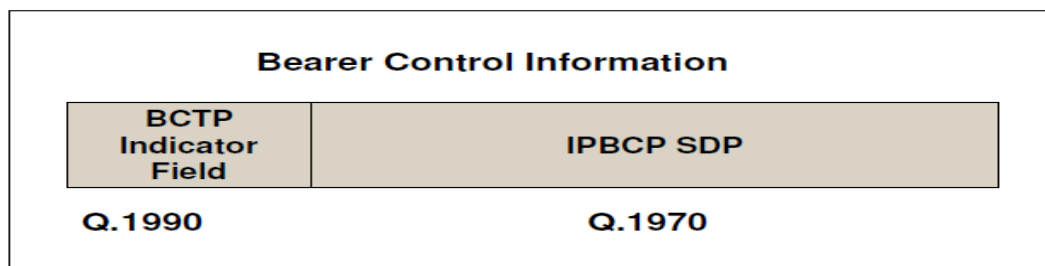 Bearer Control Information
BCTP
Indicator
Field
IPBCP SDP
Q.1990
Q.1970